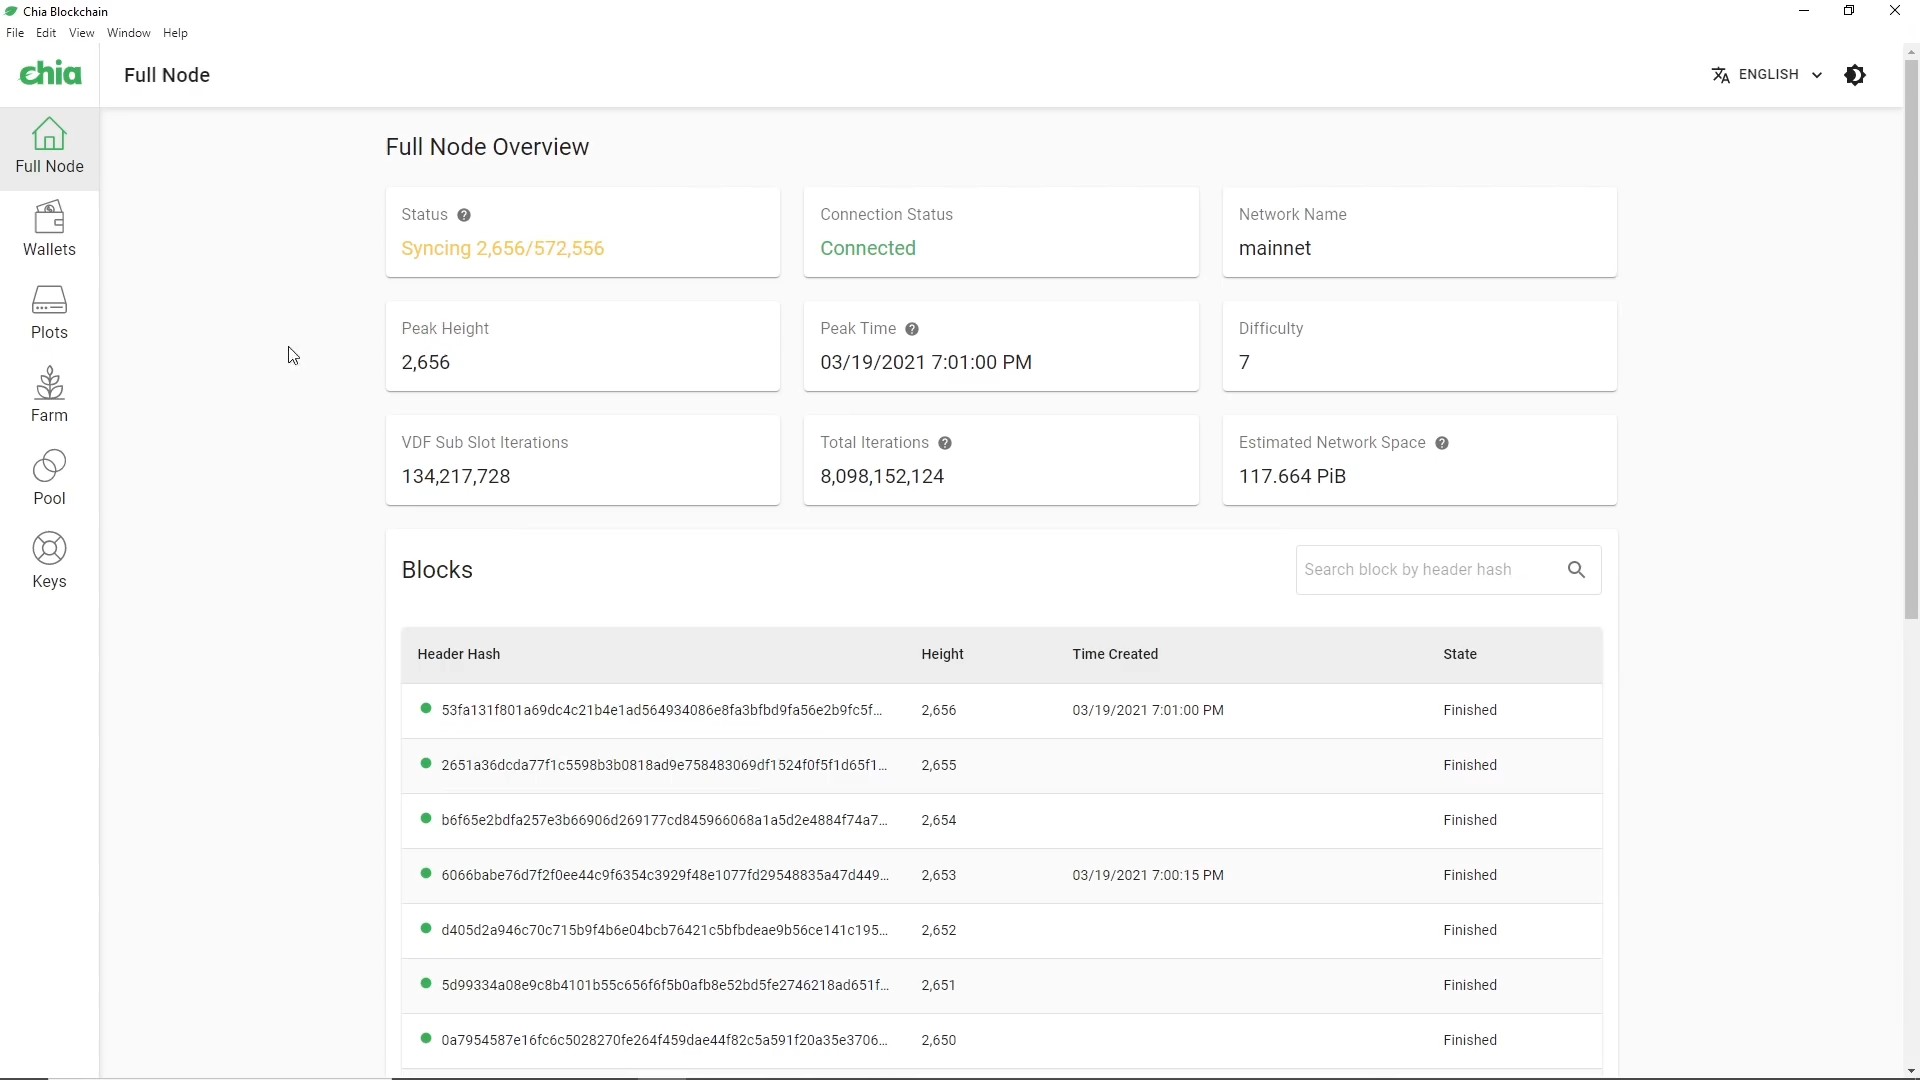 Chia Blockchain
File Edit View Window Help
chia
Full Node
ENGLISH
Full Node
Wallets
Plots
Farm
Pool
Keys
Full Node Overview
Status
Syncing 2,656/572,556
Connection Status
Connected
Network Name
mainnet
Peak Height
2,656
Peak Time
03/19/2021 7:01:00 PM
Difficulty
7
VDF Sub Slot Iterations
134,217,728
Total Iterations
8,098,152,124
Estimated Network Space
117.664 PiB
Blocks
Search block by header hash
Header Hash Height Time Created State
53fa131f801a69dc4c21b4e1ad564934086e8fa3bfbd9fa56e2b9fc5f... 2,656 03/19/2021 7:01:00 PM Finished
2651a36dcda77f1c5598b3b0818ad9e758483069df1524f0f5f1d65f1... 2,655 Finished
b6f65e2bdfa257e3b66906d269177cd845966068a1a5d2e4884f74a7... 2,654 Finished
6066babe76d7f2f0ee44c9f6354c3929f48e1077fd29548835a47d449... 2,653 03/19/2021 7:00:15 PM Finished
d405d2a946c70c715b9f4b6e04bcb76421c5bfbdeae9b56ce141c195... 2,652 Finished
5d99334a08e9c8b4101b55c656f6f5b0afb8e52bd5fe2746218ad651f... 2,651 Finished
0a7954587e16fc6c5028270fe264f459dae44f82c5a591f20a35e3706... 2,650 Finished